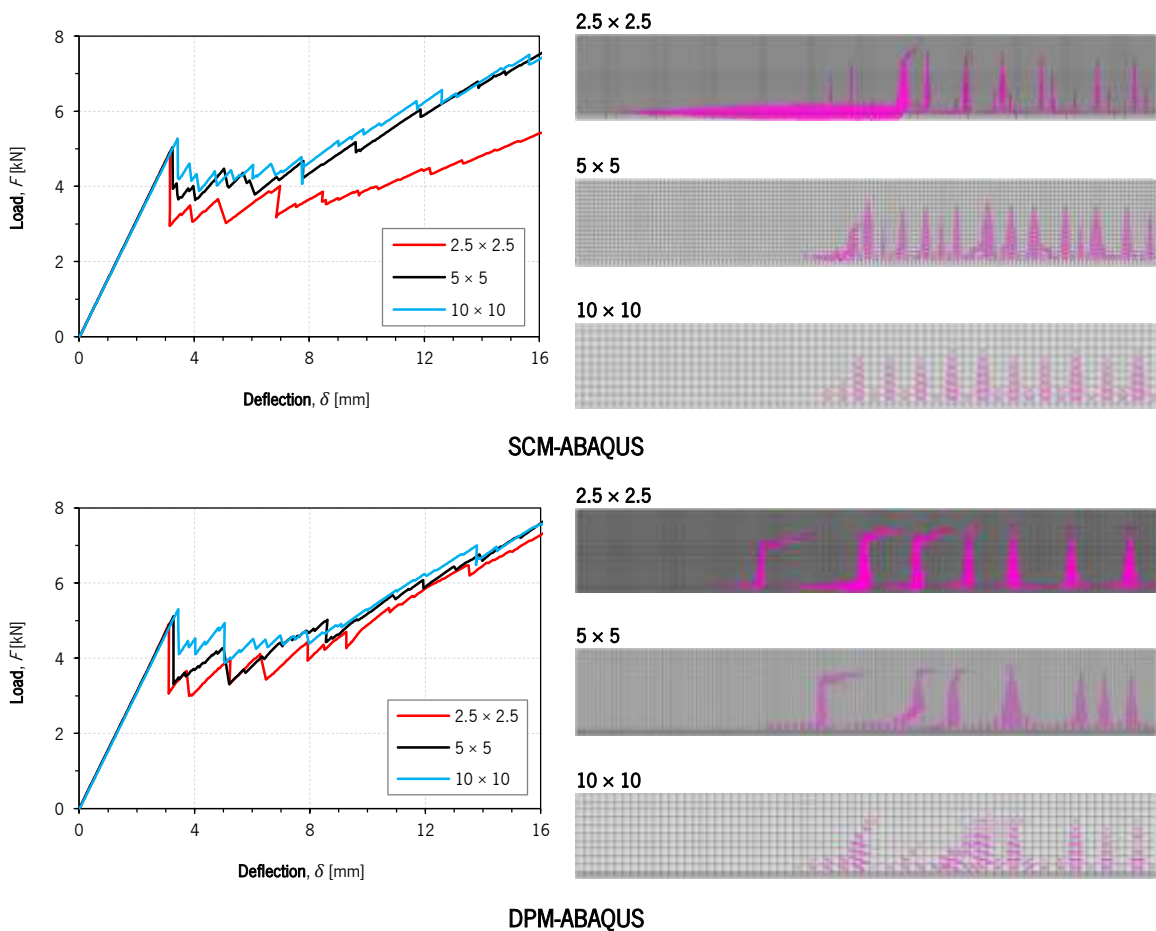 8
6
4
2
0
Load, F [kN]
0 4 8 12 16
Deflection, δ [mm]
2.5 × 2.5
5 × 5
10 × 10
2.5 × 2.5
5 × 5
10 × 10
SCM-ABAQUS
8
6
4
2
0
Load, F [kN]
0 4 8 12 16
Deflection, δ [mm]
2.5 × 2.5
5 × 5
10 × 10
2.5 × 2.5
5 × 5
10 × 10
DPM-ABAQUS